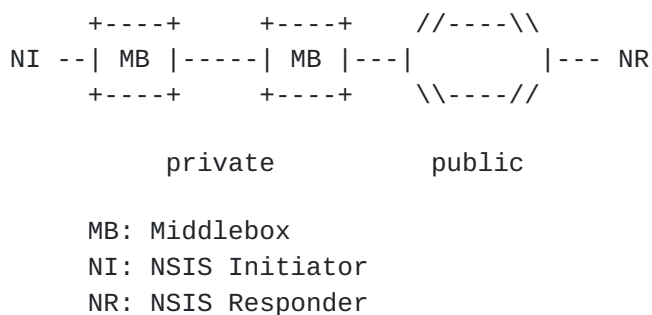 +----+     +----+    //----\\
NI --| MB |-----| MB |---|        |--- NR
+----+     +----+    \\----//
private          public
MB: Middlebox
NI: NSIS Initiator
NR: NSIS Responder